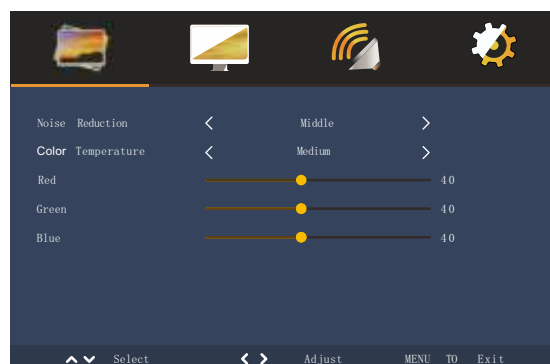 Noise Reduction Middle
Color Temperature Medium
Red 40
Green 40
Blue 40
Select Adjust MENU TO Exit